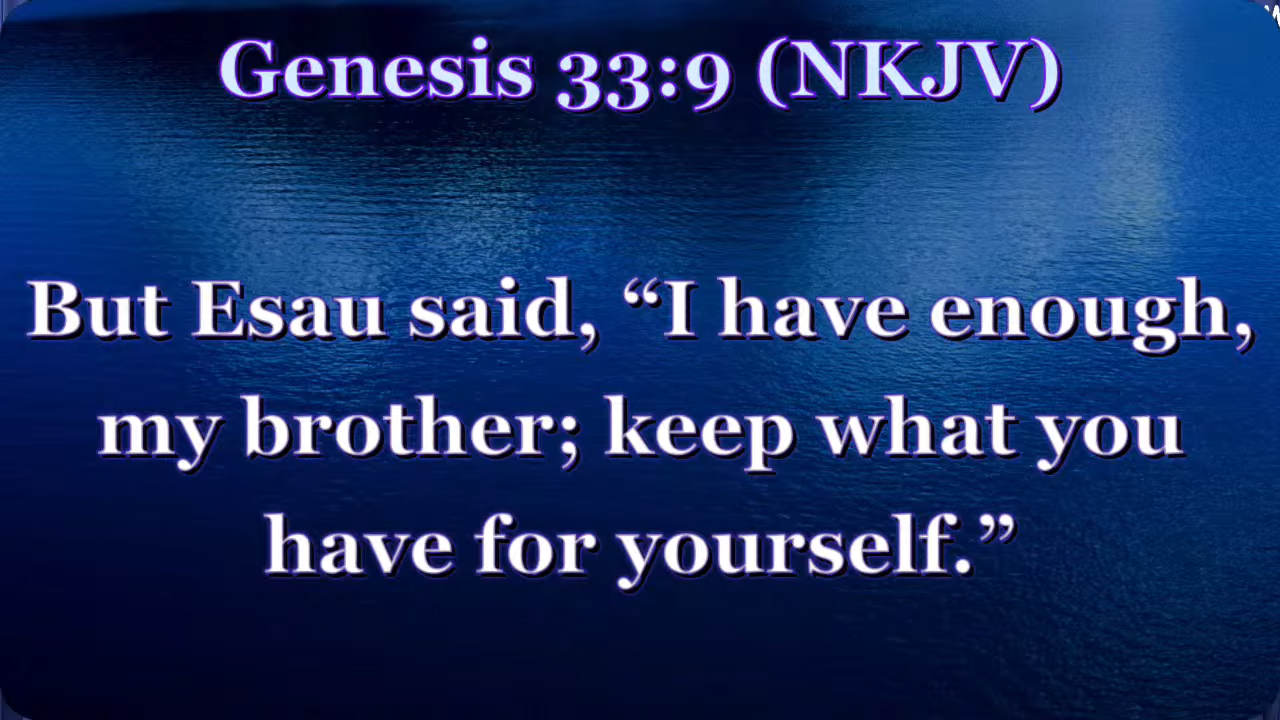 Genesis 33:9 (NKJV)
But Esau said, “I have enough,
my brother; keep what you
have for yourself.”